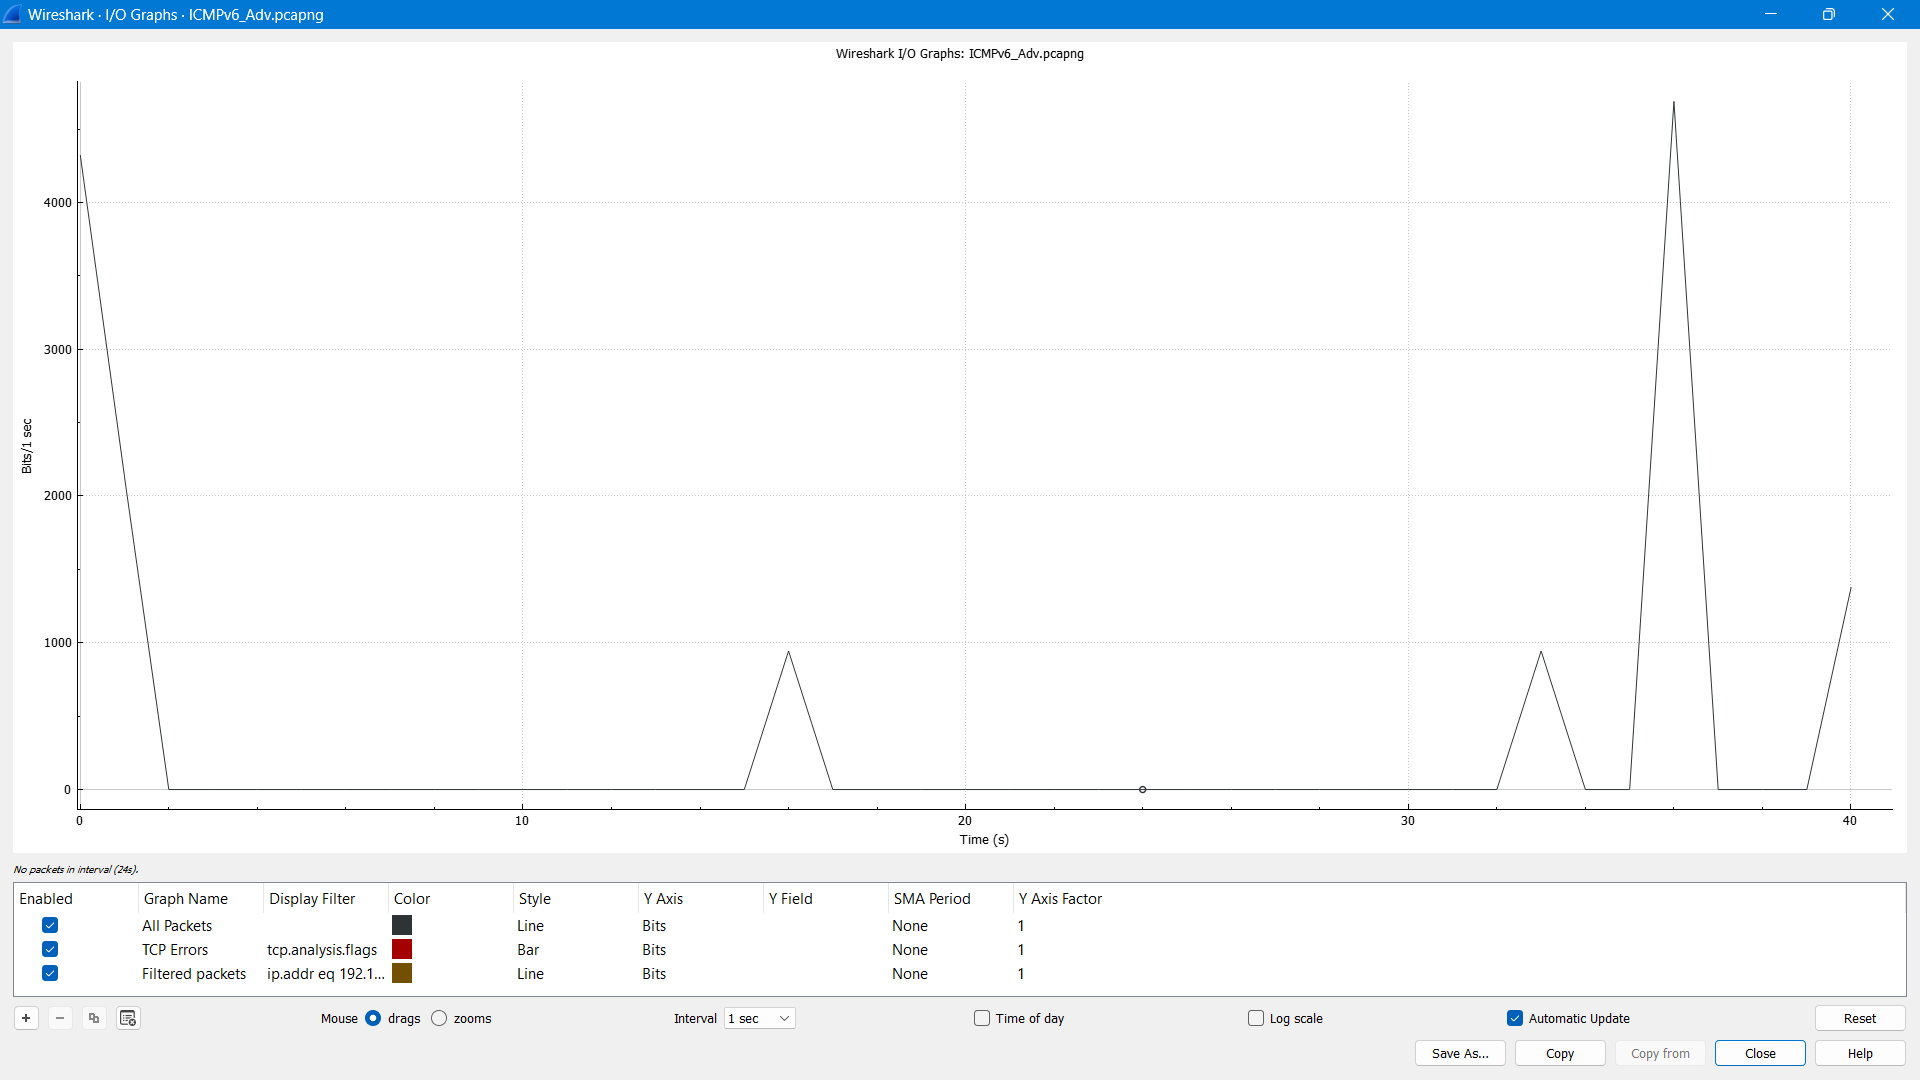 Wireshark · I/O Graphs · ICMPv6_Adv.pcapng
Wireshark I/O Graphs: ICMPv6_Adv.pcapng
4000
3000
2000
1000
0
Bits/1 sec
0 10 20 30 40
Time (s)
No packets in interval (24s).
Enabled Graph Name Display Filter Color Style Y Axis Y Field SMA Period Y Axis Factor
All Packets Line Bits None 1
TCP Errors tcp.analysis.flags Bar Bits None 1
Filtered packets ip.addr eq 192.1... Line Bits None 1
Mouse drags zooms Interval 1 sec Time of day Log scale Automatic Update Reset
Save As... Copy Copy from Close Help